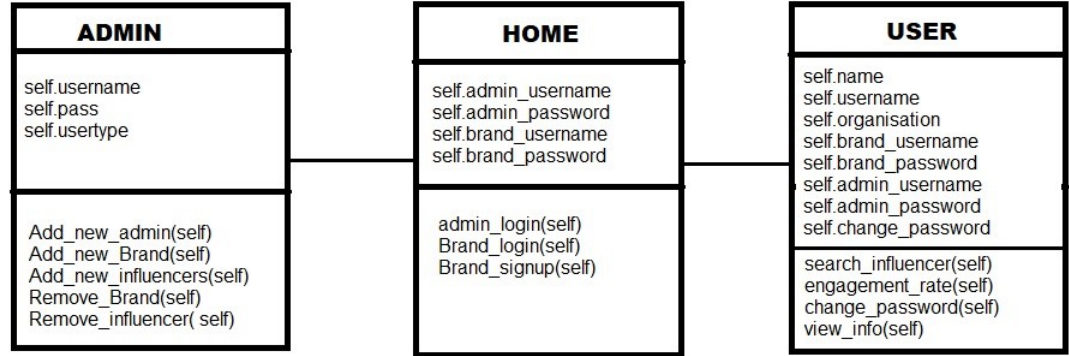 ADMIN
self.username
self.pass
self.usertype
Add_new_admin(self)
Add_new_Brand(self)
Add_new_influencers(self)
Remove_Brand(self)
Remove_influencer( self)
HOME
self.admin_username
self.admin_password
self.brand_username
self.brand_password
admin_login(self)
Brand_login(self)
Brand_signup(self)
USER
self.name
self.username
self.organisation
self.brand_username
self.brand_password
self.admin_username
self.admin_password
self.change_password
search_influencer(self)
engagement_rate(self)
change_password(self)
view_info(self)